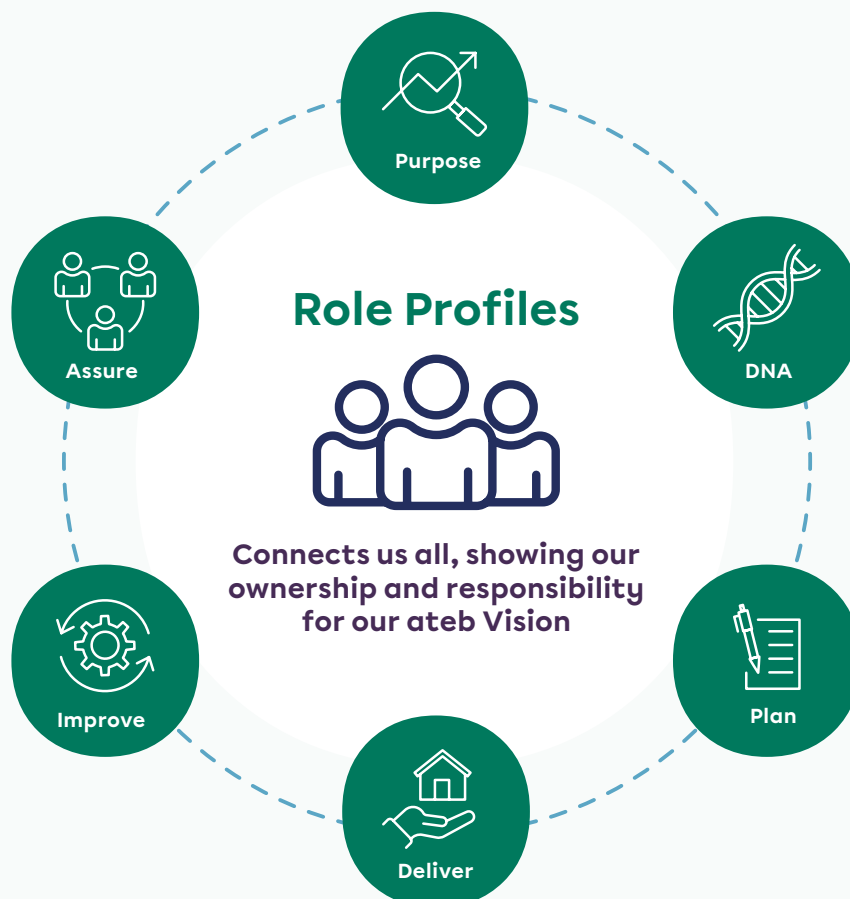 Purpose
Assure
DNA
Role Profiles
Connects us all, showing our
ownership and responsibility
for our ateb Vision
Improve
Plan
Deliver